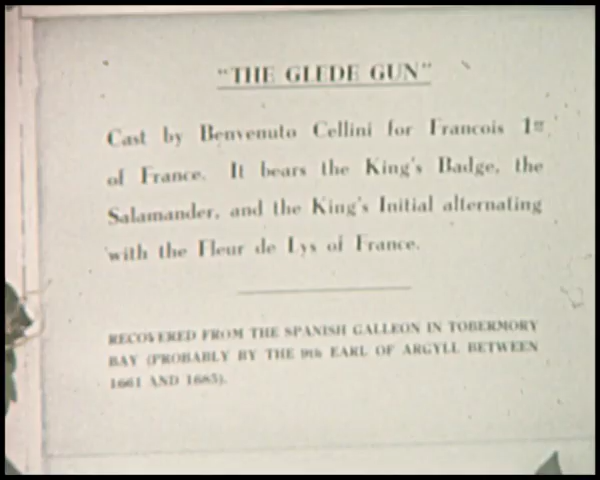 "THE GLEDE GUN"
Cast by Benvenuto Cellini for Francois 1er
of France. It bears the King's Badge, the
Salamander, and the King's Initial alternating
with the Fleur de Lys of France.
RECOVERED FROM THE SPANISH GALLEON IN TOBERMORY
BAY (PROBABLY BY THE 9th EARL OF ARGYLL BETWEEN
1661 AND 1685).